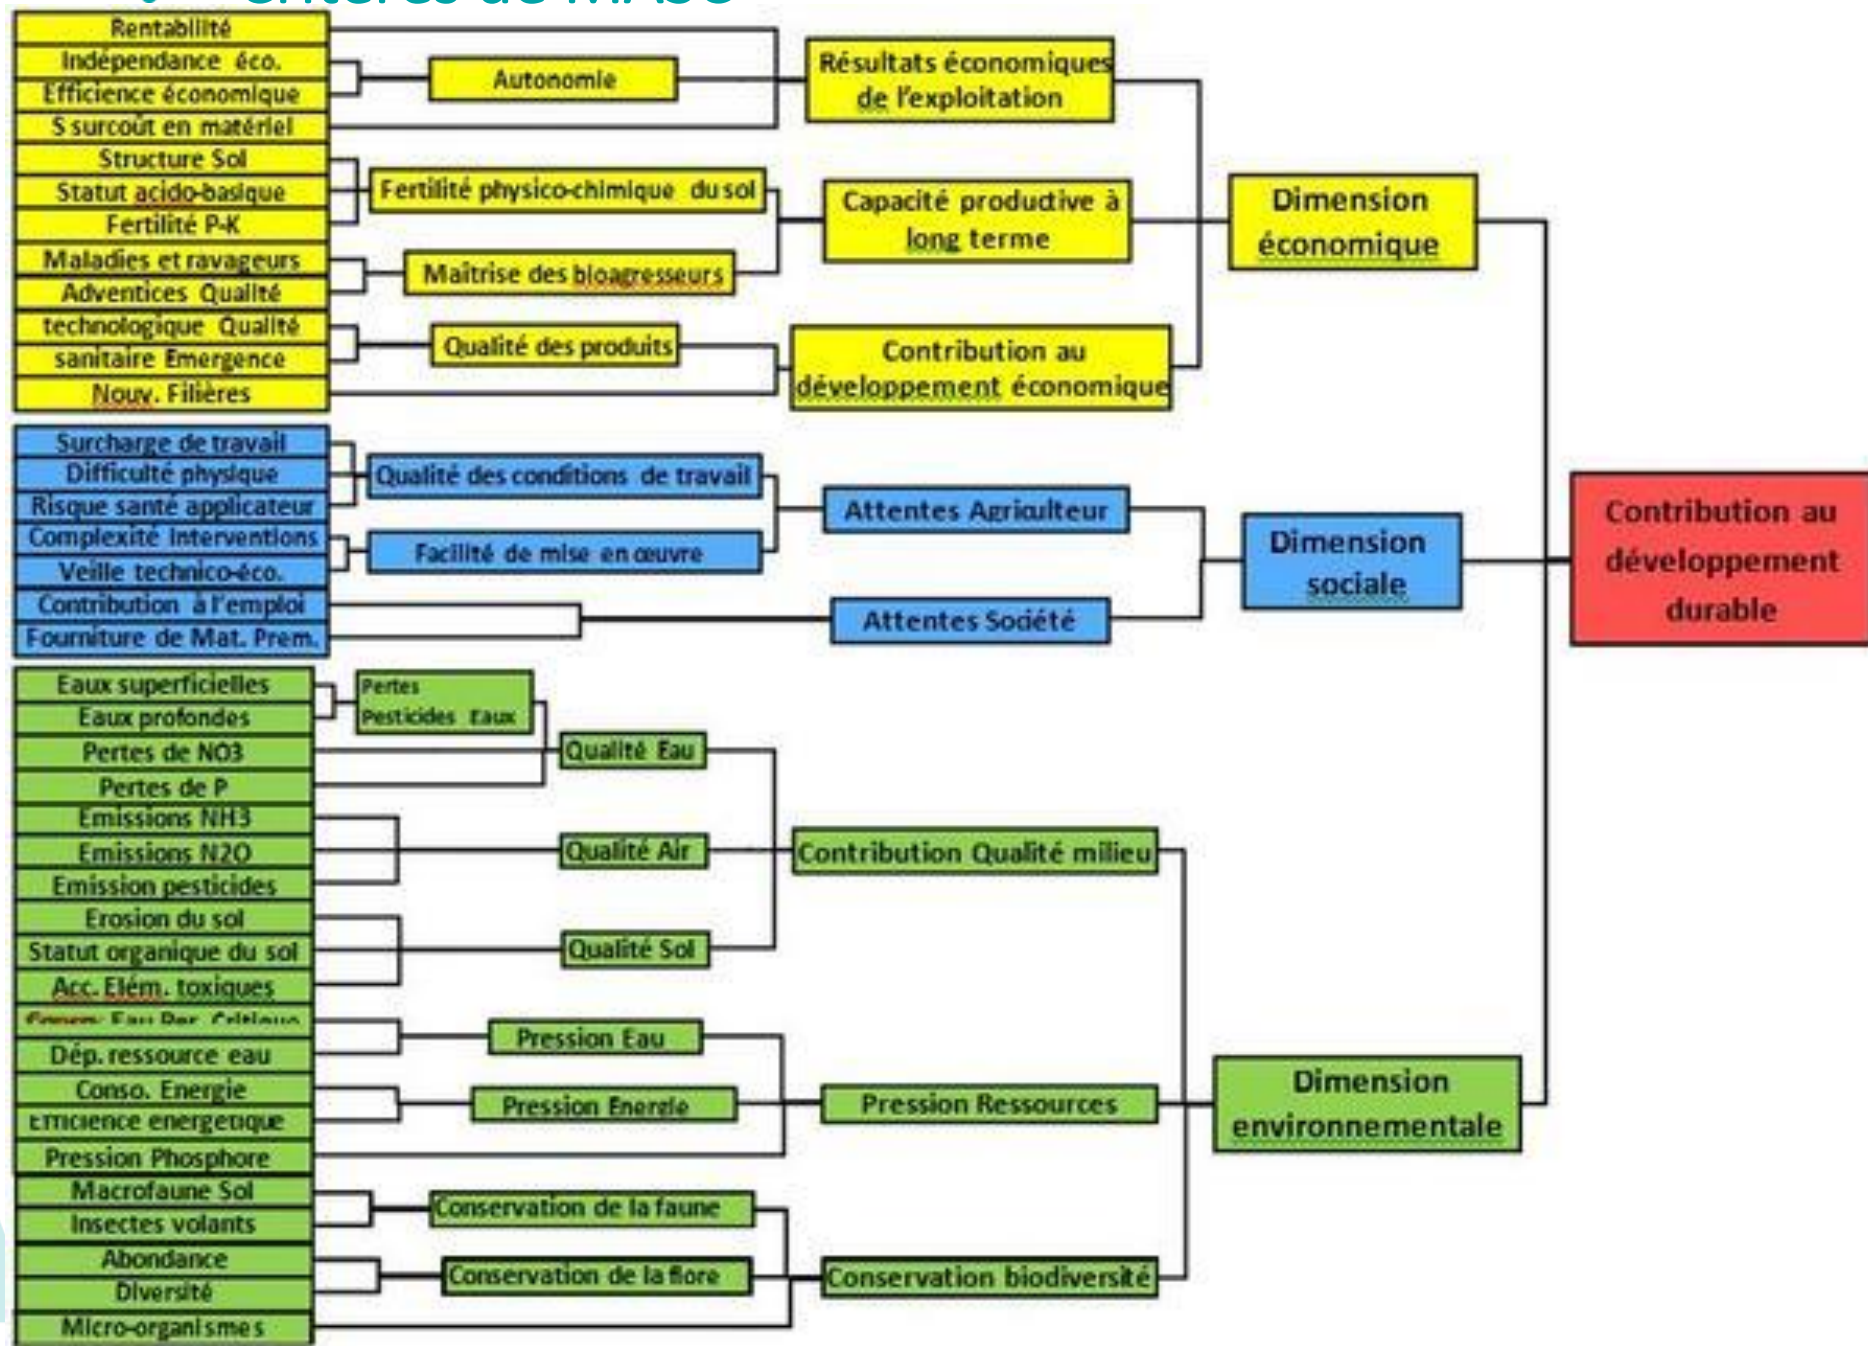 critères de MASC
Rentabilité
Indépendance éco.
Efficience économique
S surcoût en matériel
Structure Sol
Statut acido-basique
Fertilité P-K
Maladies et ravageurs
Adventices Qualité
technologique Qualité
sanitaire Emergence
Nouv. Filières
Autonomie
Fertilité physico-chimique du sol
Maîtrise des bioagresseurs
Qualité des produits
Résultats économiques
de l'exploitation
Capacité productive à
long terme
Contribution au
développement économique
Dimension
économique
Surcharge de travail
Difficulté physique
Risque santé applicateur
Complexité Interventions
Veille technico-éco.
Contribution à l'emploi
Fourniture de Mat. Prem.
Qualité des conditions de travail
Facilité de mise en œuvre
Attentes Agriculteur
Attentes Société
Dimension
sociale
Contribution au
développement
durable
Eaux superficielles
Eaux profondes
Pertes de NO3
Pertes de P
Emissions NH3
Emissions N2O
Emission pesticides
Erosion du sol
Statut organique du sol
Acc. Elém. toxiques
Eau Per. Critique
Dép. ressource eau
Conso. Energie
Efficience énergétique
Pression Phosphore
Macrofaune Sol
Insectes volants
Abondance
Diversité
Micro-organismes
Pertes
Pesticides Eaux
Qualité Eau
Qualité Air
Qualité Sol
Pression Eau
Pression Energie
Conservation de la faune
Conservation de la flore
Contribution Qualité milieu
Pression Ressources
Conservation biodiversité
Dimension
environnementale